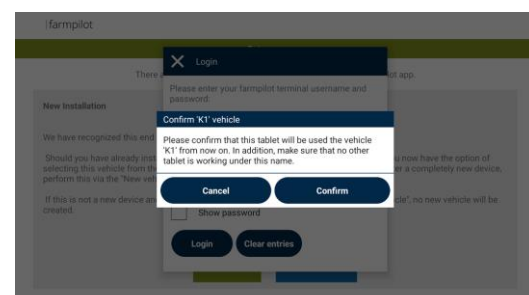 farmpilot
Login
There
ot app.
Please enter your farmpilot terminal username and
password.
New Installation
Confirm 'K1' vehicle
We have recognized this end
Please confirm that this tablet will be used the vehicle
'K1' from now on. In addition, make sure that no other
tablet is working under this name.
Should you have already inst
u now have the option of
selecting this vehicle from th
er a completely new device,
perform this via the "New veh
Cancel
Confirm
If this is not a new device an
cle", no new vehicle will be
created.
Show password
Login
Clear entries